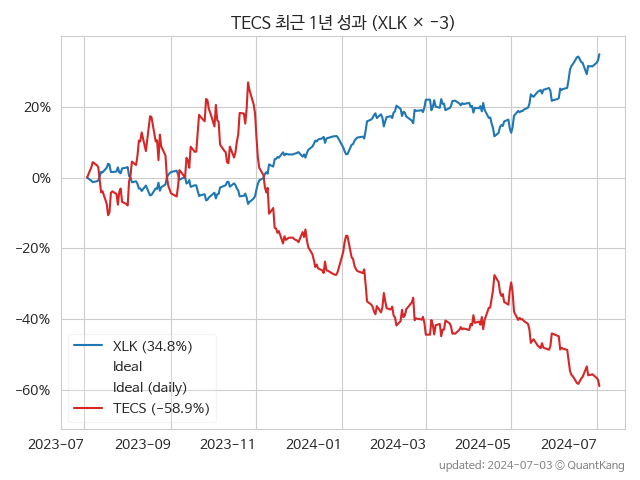 TECS 최근 1년 성과 (XLK × −3)
20%
0%
−20%
−40%
−60%
XLK (34.8%)
Ideal
Ideal (daily)
TECS (−58.9%)
2023-07 2023-09 2023-11 2024-01 2024-03 2024-05 2024-07
updated: 2024-07-03 © QuantKang